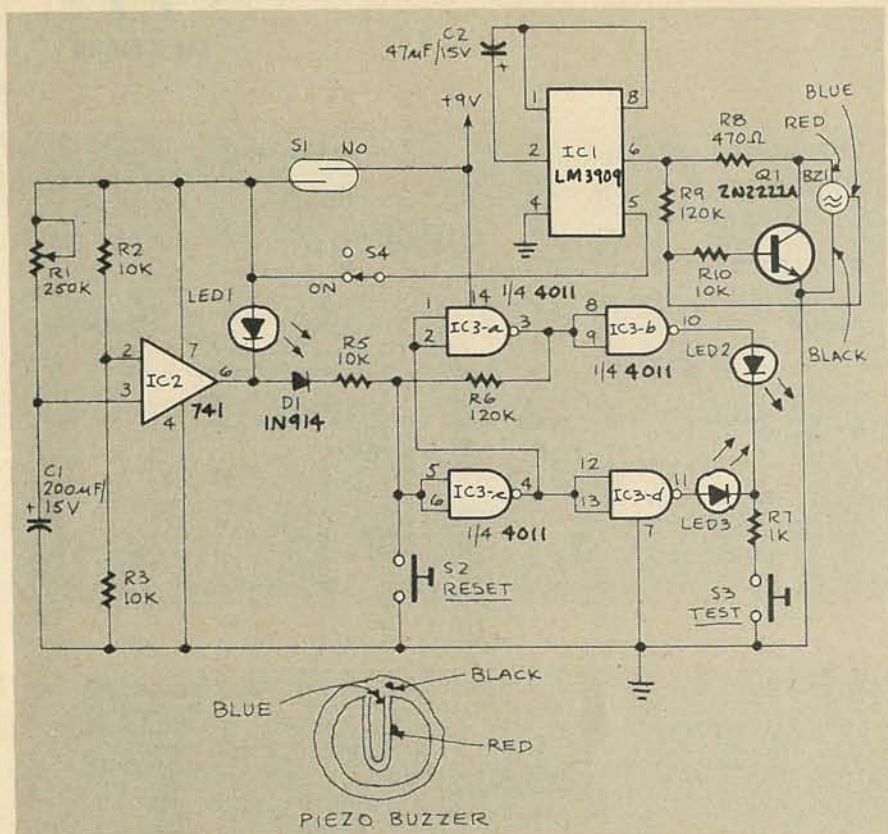 C2
47µF/15V
+
+9V
1
8
2
IC1
6
LM3909
4
5
R8
470Ω
RED
BLUE
Q1
2N2222A
BZ1
R9
120K
R10
10K
BLACK
S1
NO
R1
250K
R2
10K
LED1
S4
ON
14
1/4 4011
1
2
IC3-a
3
8
9
IC3-b
10
1/4 4011
LED2
2
3
IC2
7
6
4
741
D1
1N914
R5
10K
R6
120K
C1
200µF/
15V
+
5
6
IC3-c
4
1/4 4011
12
13
IC3-d
11
7
LED3
R7
1K
R3
10K
S2
RESET
S3
TEST
BLUE
BLACK
RED
PIEZO BUZZER